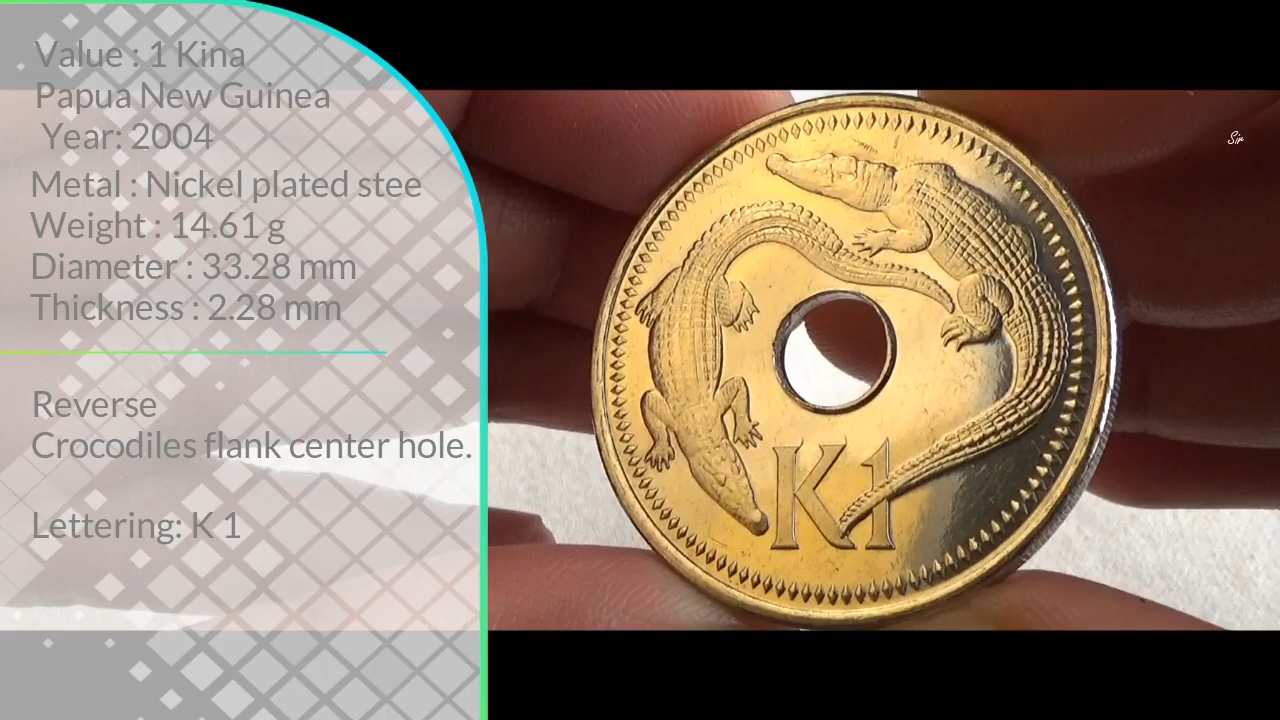 Value : 1 Kina
Papua New Guinea
Year: 2004
Metal : Nickel plated stee
Weight : 14.61 g
Diameter : 33.28 mm
Thickness : 2.28 mm
Reverse
Crocodiles flank center hole.
Lettering: K 1
K1
Sir